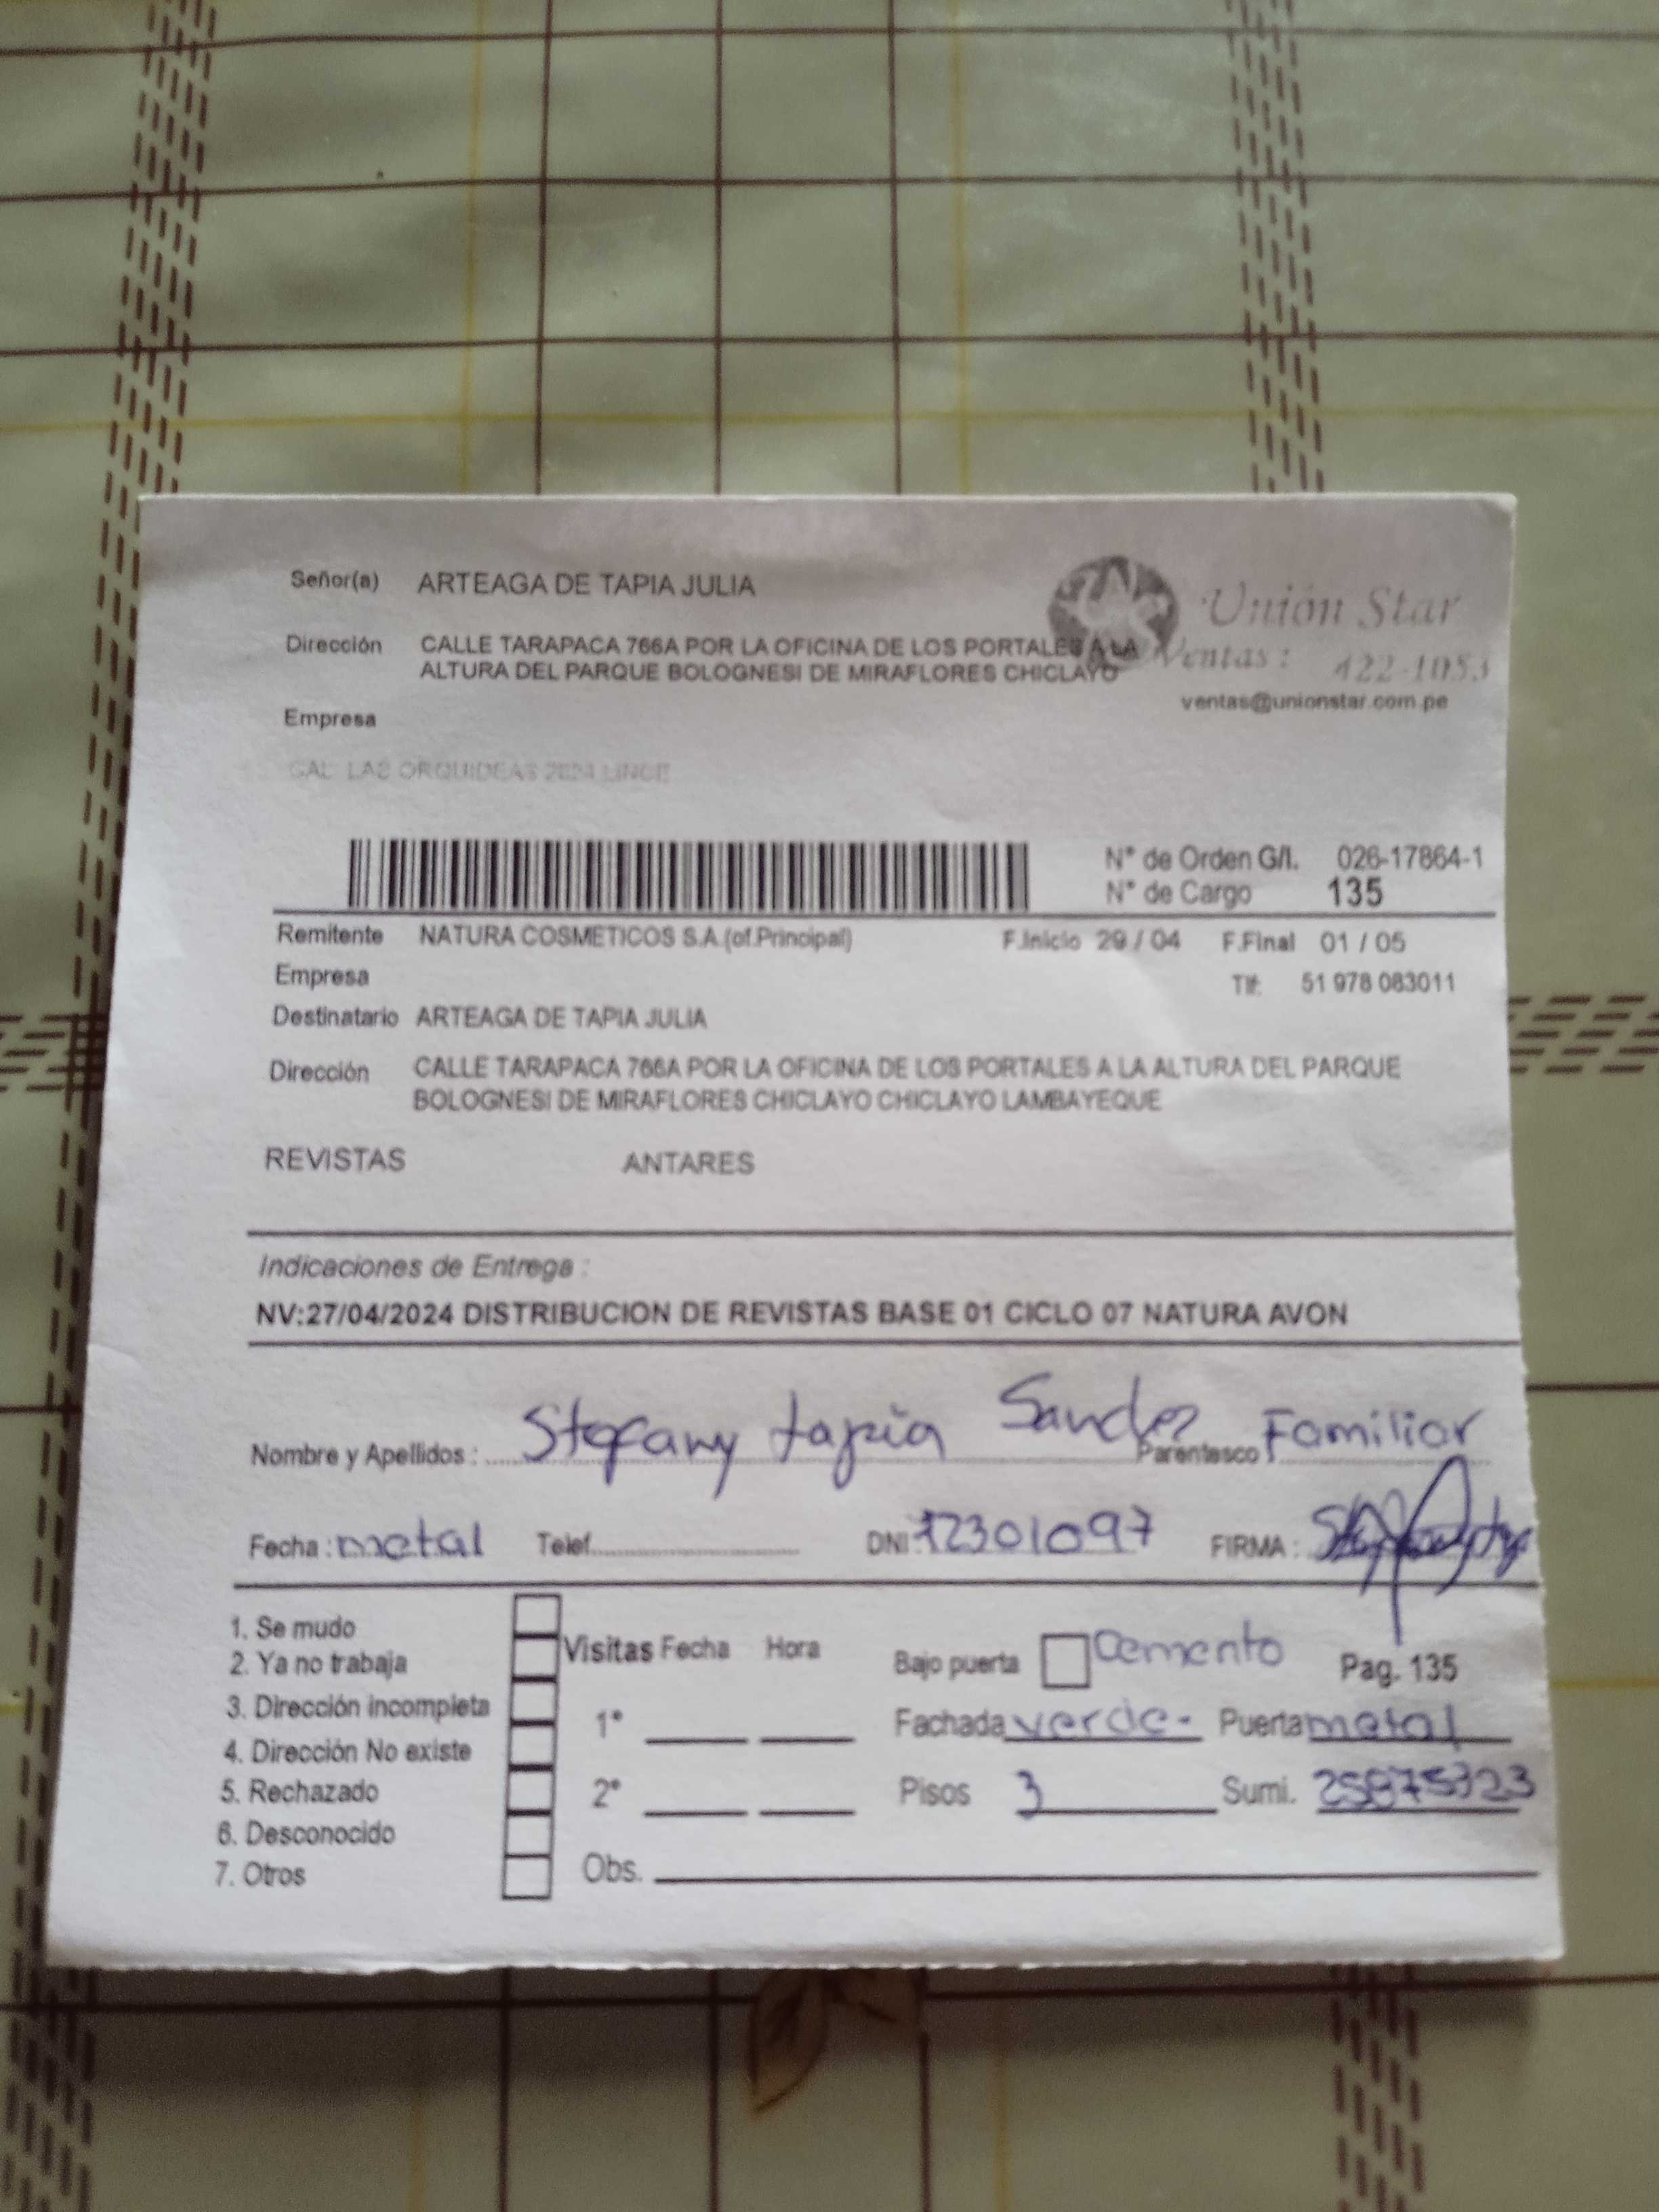 Señor(a) ARTEAGA DE TAPIA JULIA
Unión Star
Dirección CALLE TARAPACA 766A POR LA OFICINA DE LOS PORTALES A LA
ALTURA DEL PARQUE BOLOGNESI DE MIRAFLORES CHICLAYO
Ventas : 422-1053
ventas@unionstar.com.pe
Empresa
CAL LAS ORQUIDEAS LINCE
N° de Orden G/I. 026-17864-1
N° de Cargo 135
Remitente NATURA COSMETICOS S.A.(of.Principal) F.Inicio 29 / 04 F.Final 01 / 05
Empresa Tlf: 51 978 083011
Destinatario ARTEAGA DE TAPIA JULIA
Dirección CALLE TARAPACA 766A POR LA OFICINA DE LOS PORTALES A LA ALTURA DEL PARQUE
BOLOGNESI DE MIRAFLORES CHICLAYO CHICLAYO LAMBAYEQUE
REVISTAS ANTARES
Indicaciones de Entrega :
NV:27/04/2024 DISTRIBUCION DE REVISTAS BASE 01 CICLO 07 NATURA AVON
Nombre y Apellidos : Stefany tapia Parentesco Familiar
Fecha : metal Telef. DNI 72301097 FIRMA :
1. Se mudo
2. Ya no trabaja
3. Dirección incompleta
4. Dirección No existe
5. Rechazado
6. Desconocido
7. Otros
Visitas Fecha Hora
1°
2°
Obs.
Bajo puerta Cemento Pag. 135
Fachada verde. Puerta metal
Pisos 3 Sumi.